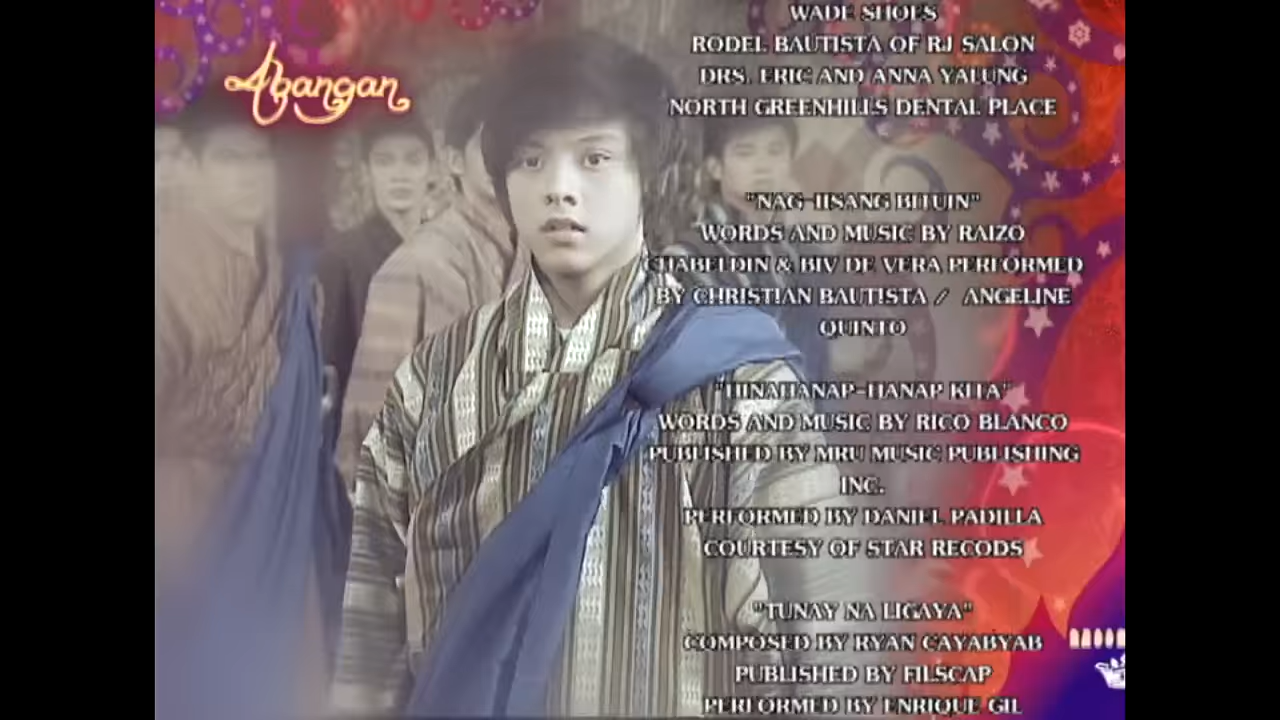 Abangan
WADE SHOES
RODEL BAUTISTA OF RJ SALON
DRS. ERIC AND ANNA YALUNG
NORTH GREENHILLS DENTAL PLACE
"NAG-IISANG BITUIN"
WORDS AND MUSIC BY RAIZO
CHABELDIN & BIV DE VERA PERFORMED
BY CHRISTIAN BAUTISTA / ANGELINE
QUINTO
"HINAHANAP-HANAP KITA"
WORDS AND MUSIC BY RICO BLANCO
PUBLISHED BY MRU MUSIC PUBLISHING
INC.
PERFORMED BY DANIEL PADILLA
COURTESY OF STAR RECODS
"TUNAY NA LIGAYA"
COMPOSED BY RYAN CAYABYAB
PUBLISHED BY FILSCAP
PERFORMED BY ENRIQUE GIL